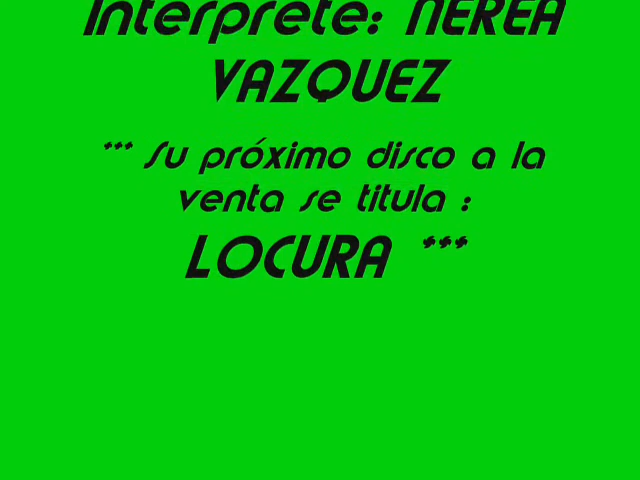 Interprete: NEREA
VAZQUEZ
*** Su próximo disco a la
venta se titula :
LOCURA ***